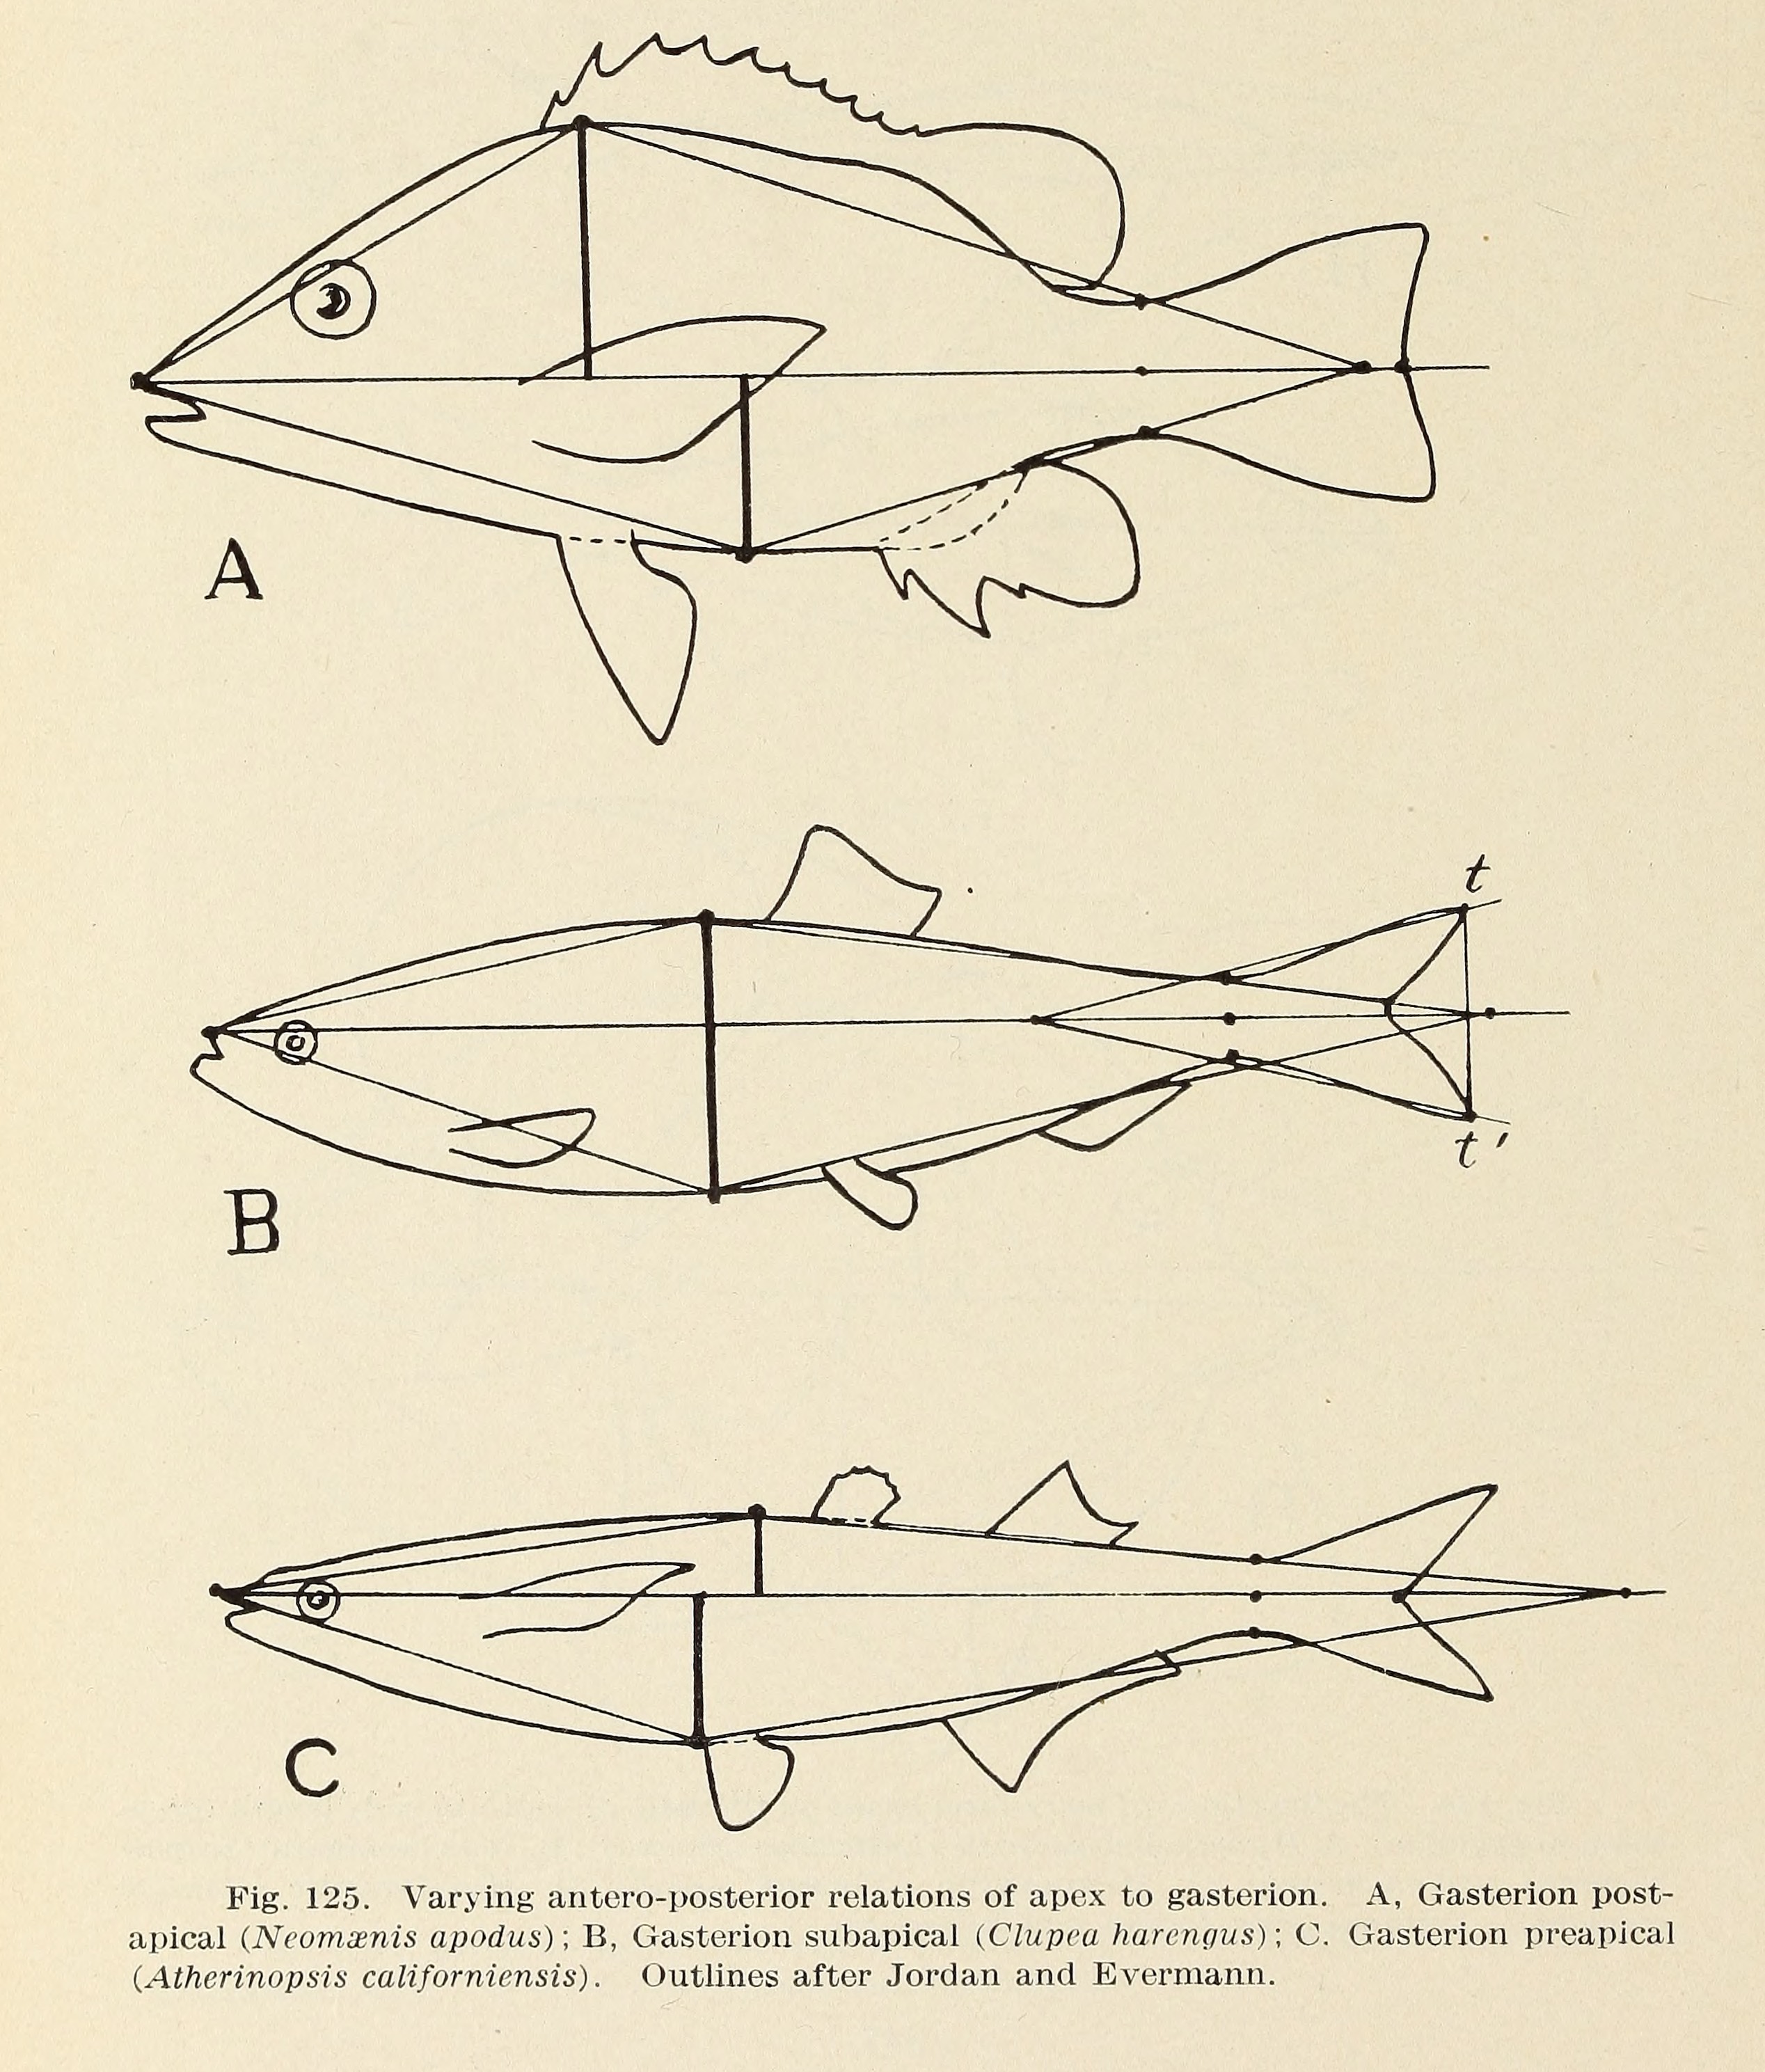 A
t
t'
B
C
Fig. 125. Varying antero-posterior relations of apex to gasterion. A, Gasterion post-
apical (Neomænis apodus); B, Gasterion subapical (Clupea harengus); C. Gasterion preapical
(Atherinopsis californiensis). Outlines after Jordan and Evermann.